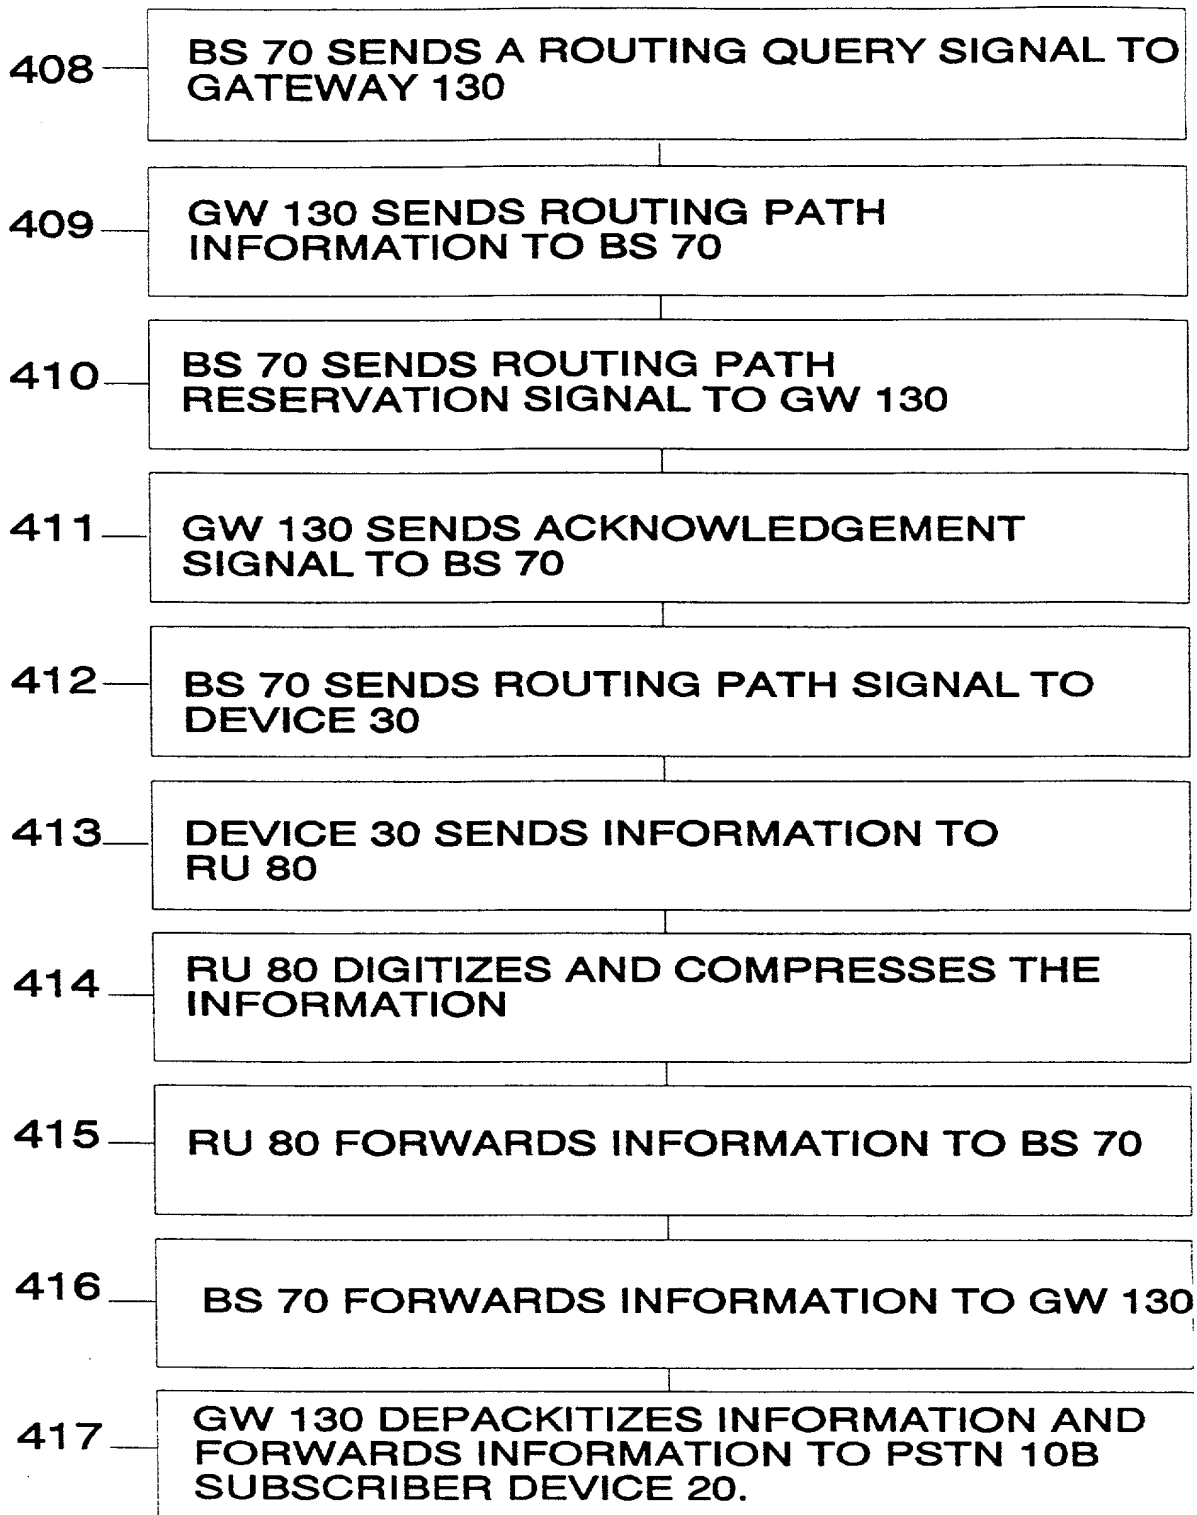 408
BS 70 SENDS A ROUTING QUERY SIGNAL TO
GATEWAY 130
409
GW 130 SENDS ROUTING PATH
INFORMATION TO BS 70
410
BS 70 SENDS ROUTING PATH
RESERVATION SIGNAL TO GW 130
411
GW 130 SENDS ACKNOWLEDGEMENT
SIGNAL TO BS 70
412
BS 70 SENDS ROUTING PATH SIGNAL TO
DEVICE 30
413
DEVICE 30 SENDS INFORMATION TO
RU 80
414
RU 80 DIGITIZES AND COMPRESSES THE
INFORMATION
415
RU 80 FORWARDS INFORMATION TO BS 70
416
BS 70 FORWARDS INFORMATION TO GW 130
417
GW 130 DEPACKITIZES INFORMATION AND
FORWARDS INFORMATION TO PSTN 10B
SUBSCRIBER DEVICE 20.